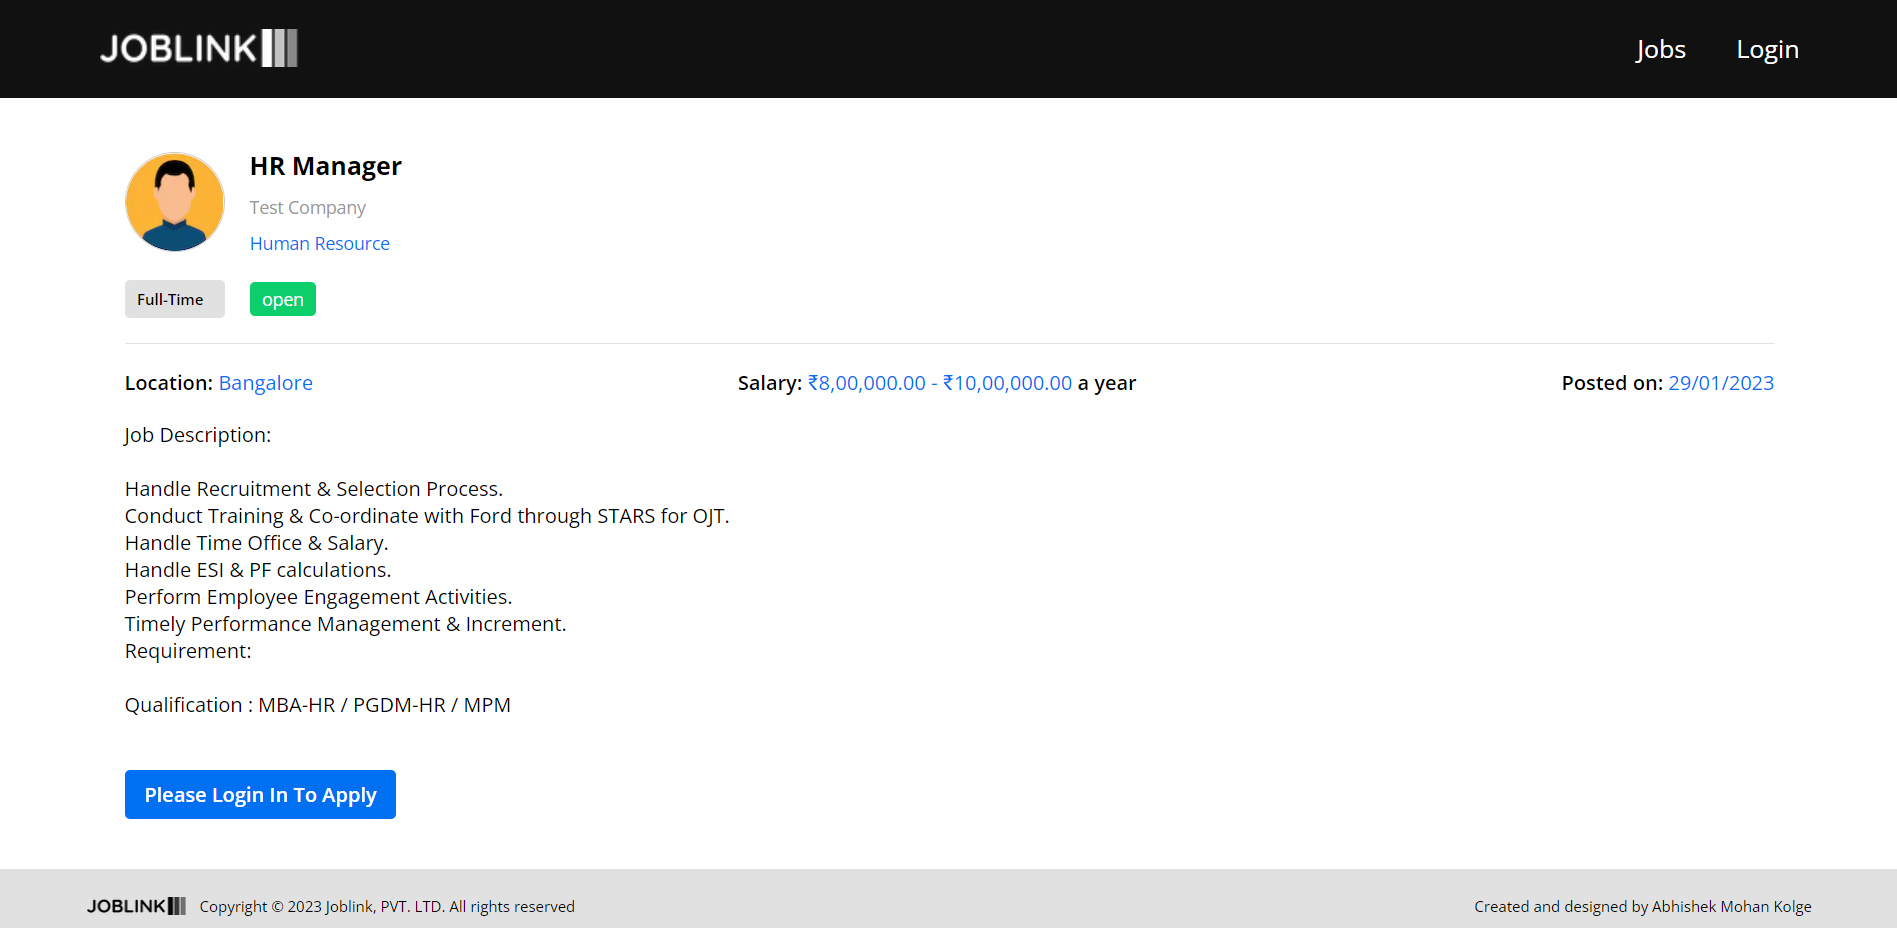 JOBLINK
Jobs
Login
HR Manager
Test Company
Human Resource
Full-Time
open
Location: Bangalore
Salary: ₹8,00,000.00 - ₹10,00,000.00 a year
Posted on: 29/01/2023
Job Description:
Handle Recruitment & Selection Process.
Conduct Training & Co-ordinate with Ford through STARS for OJT.
Handle Time Office & Salary.
Handle ESI & PF calculations.
Perform Employee Engagement Activities.
Timely Performance Management & Increment.
Requirement:
Qualification : MBA-HR / PGDM-HR / MPM
Please Login In To Apply
JOBLINK
Copyright © 2023 Joblink, PVT. LTD. All rights reserved
Created and designed by Abhishek Mohan Kolge